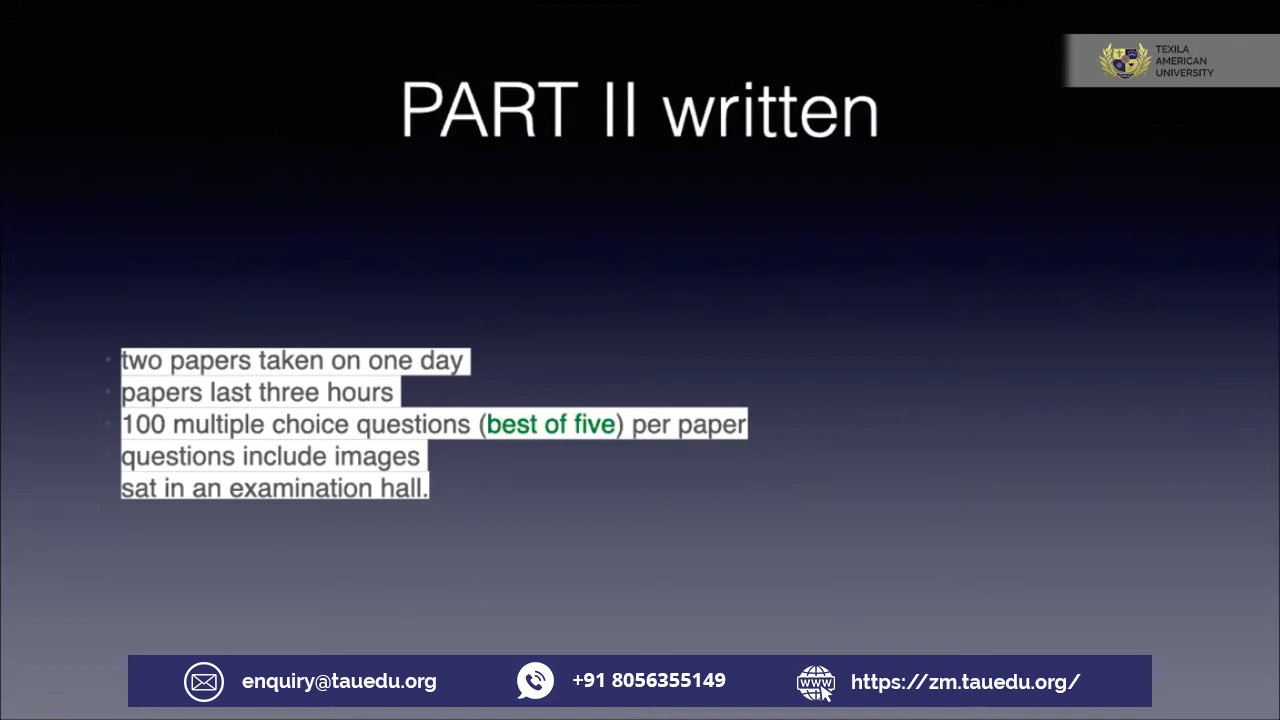 TEXILA
AMERICAN
UNIVERSITY
PART II written
two papers taken on one day
papers last three hours
100 multiple choice questions (best of five) per paper
questions include images
sat in an examination hall.
enquiry@tauedu.org
+91 8056355149
www
https://zm.tauedu.org/